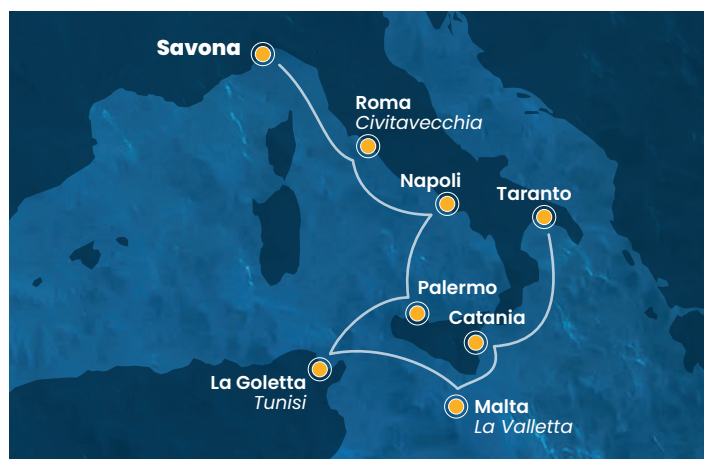 Savona
Roma
Civitavecchia
Napoli
Taranto
Palermo
Catania
La Goletta
Tunisi
Malta
La Valletta